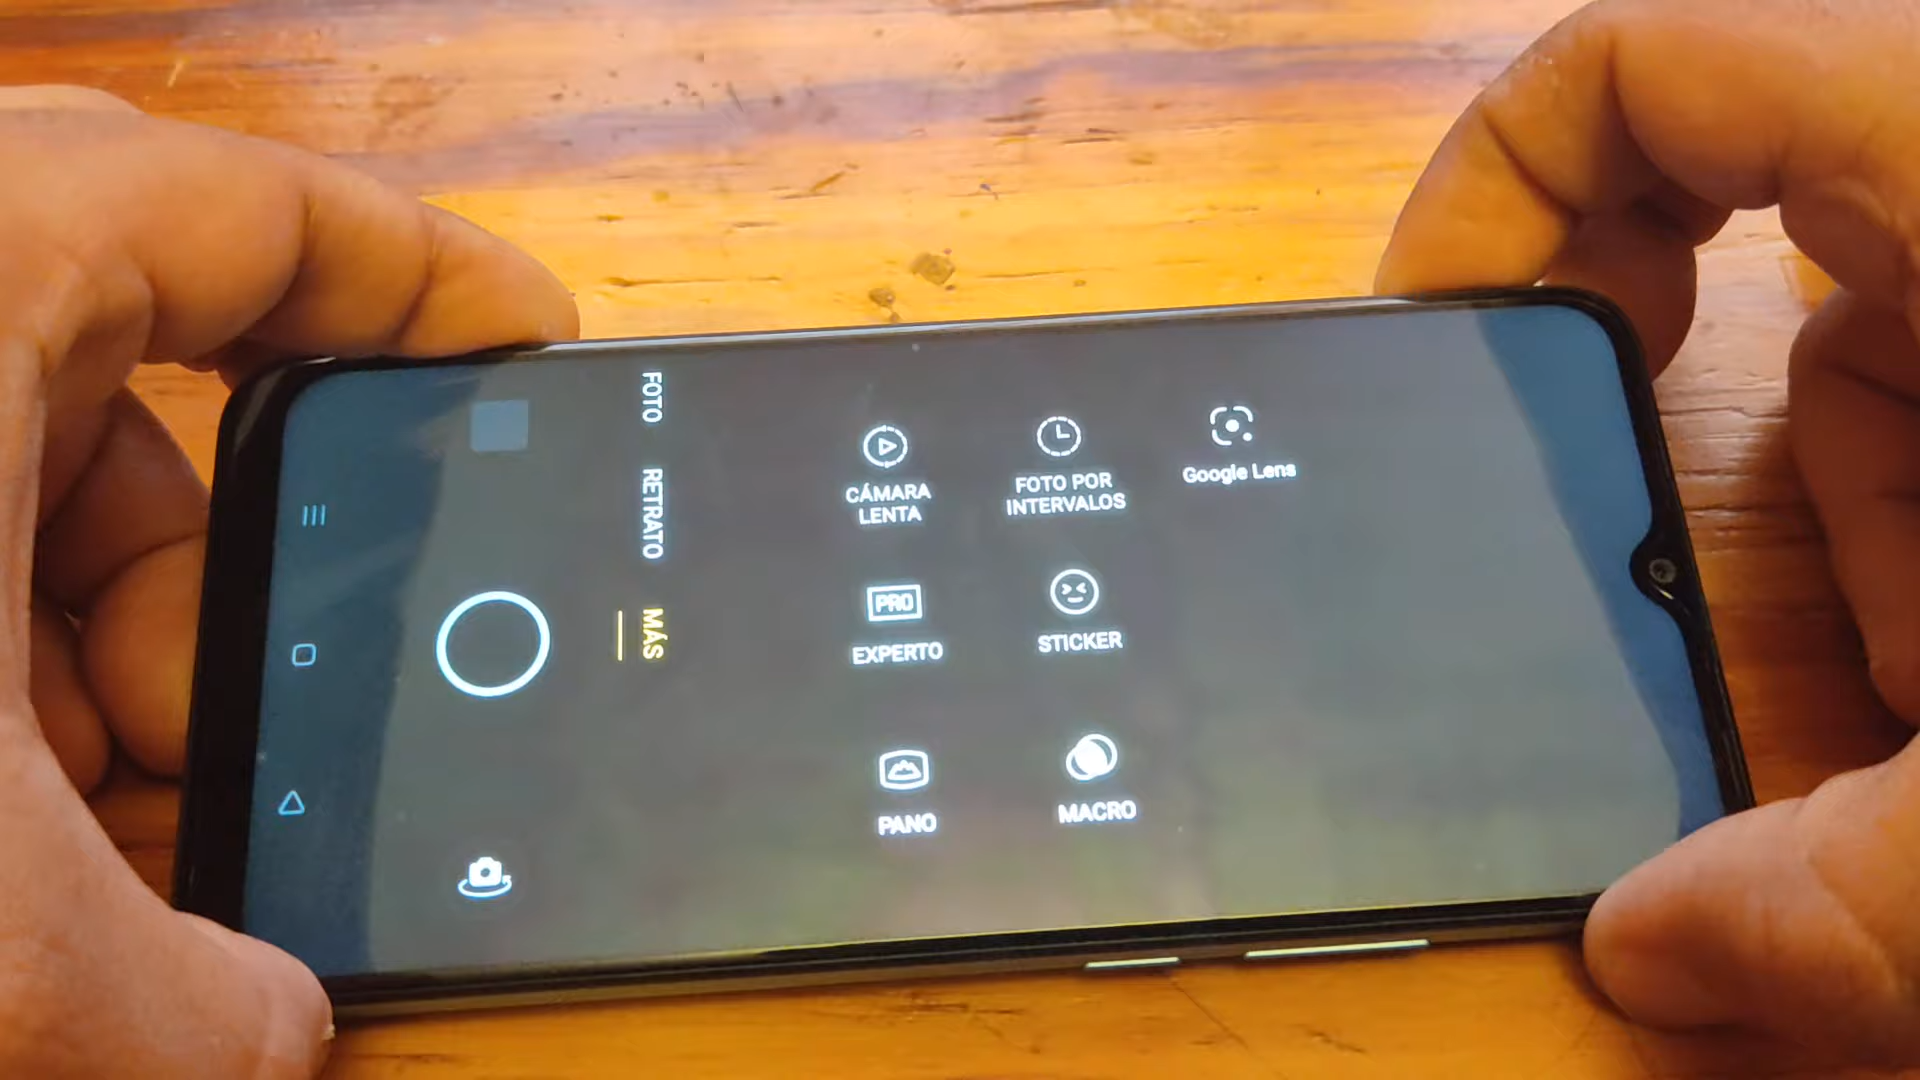 FOTO
RETRATO
MÁS
CÁMARA
LENTA
FOTO POR
INTERVALOS
Google Lens
PRO
EXPERTO
STICKER
PANO
MACRO